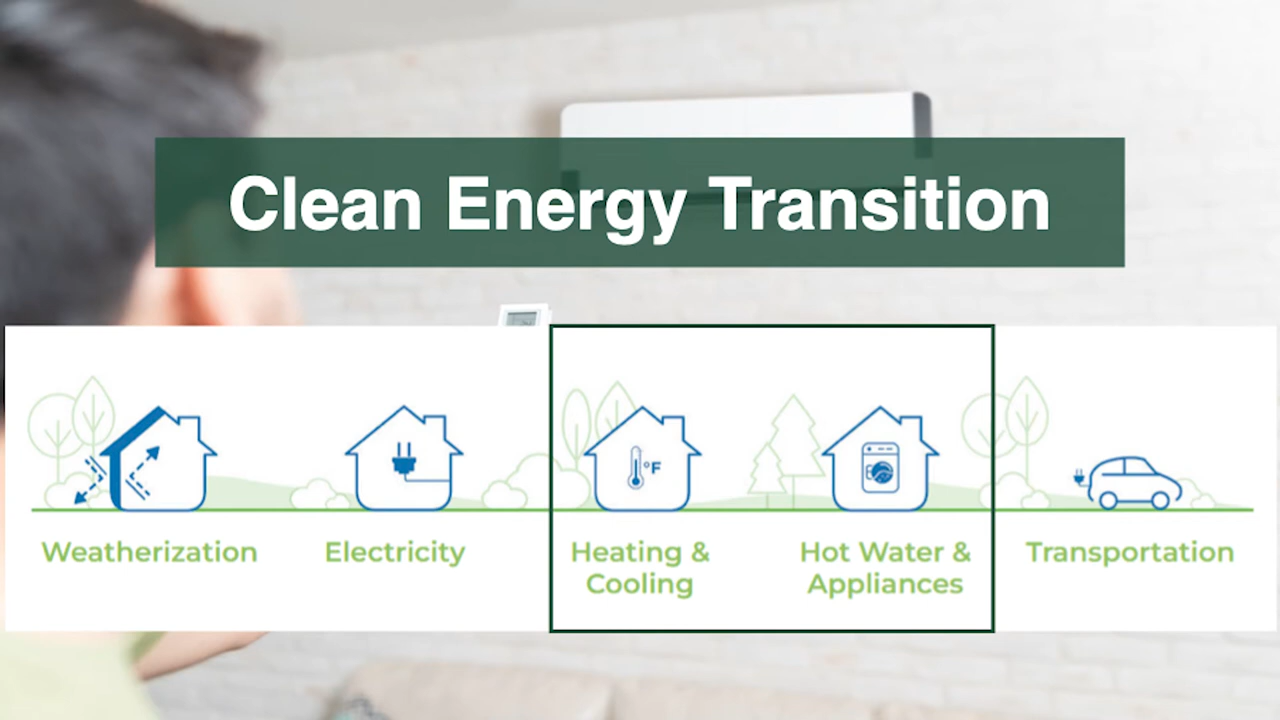 Clean Energy Transition
°F
Weatherization
Electricity
Heating &
Cooling
Hot Water &
Appliances
Transportation